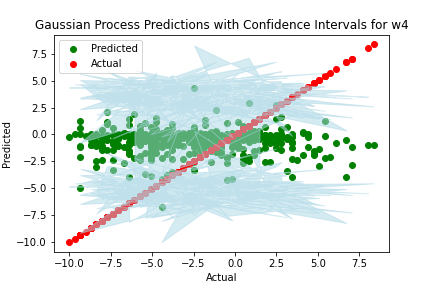 Gaussian Process Predictions with Confidence Intervals for w4
Predicted
Actual
7.5
5.0
2.5
0.0
−2.5
−5.0
−7.5
−10.0
Predicted
−10.0 −7.5 −5.0 −2.5 0.0 2.5 5.0 7.5
Actual